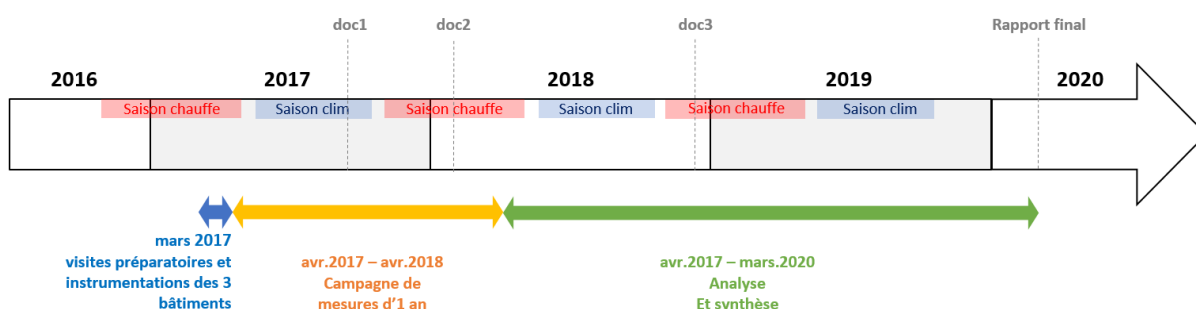 doc1 doc2 doc3 Rapport final
2016 2017 2018 2019 2020
Saison chauffe Saison clim Saison chauffe Saison clim Saison chauffe Saison clim
mars 2017
visites préparatoires et
instrumentations des 3
bâtiments
avr.2017 – avr.2018
Campagne de
mesures d'1 an
avr.2017 – mars.2020
Analyse
Et synthèse